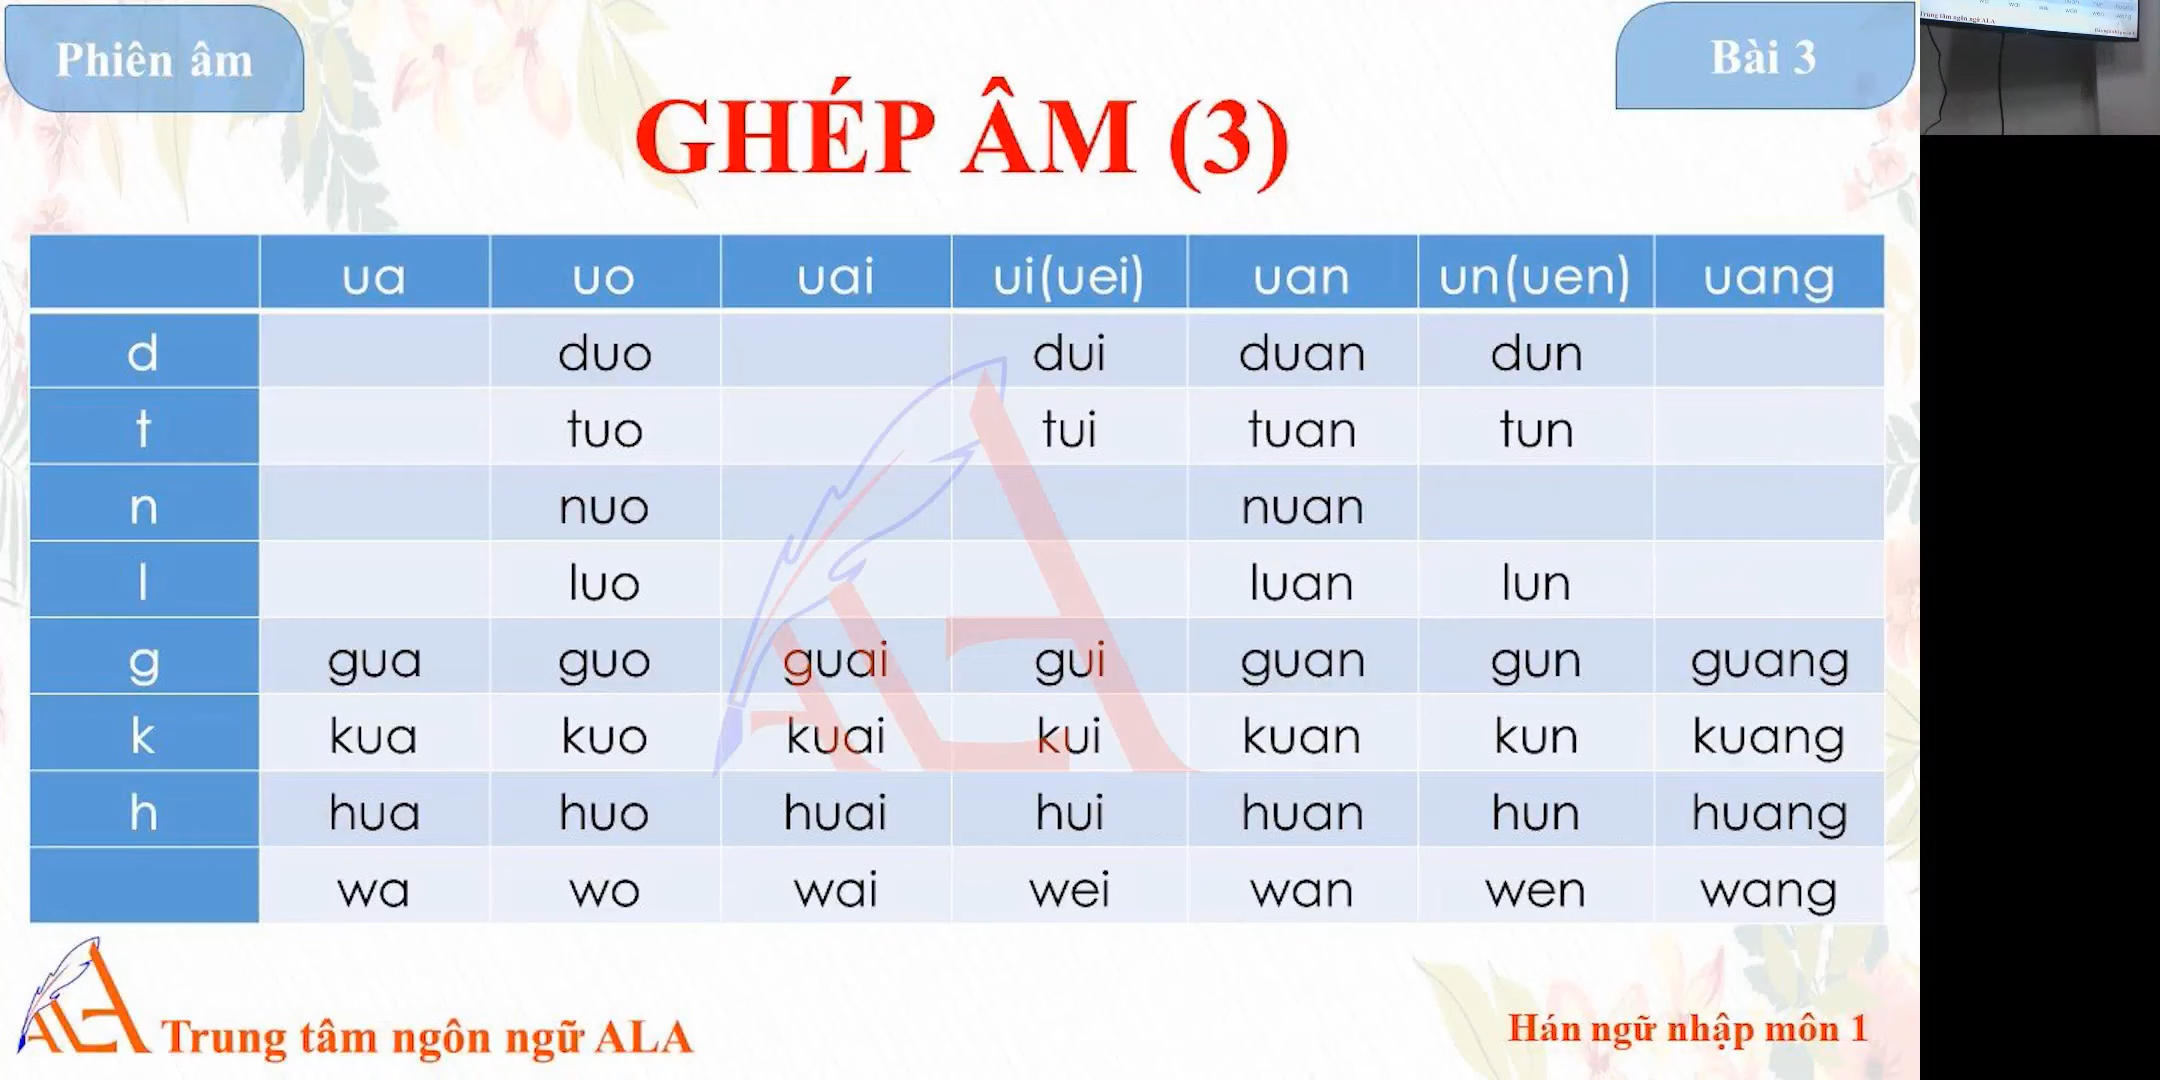 Phiên âm
Bài 3
GHÉP ÂM (3)
ua uo uai ui(uei) uan un(uen) uang
d duo dui duan dun
t tuo tui tuan tun
n nuo nuan
l luo luan lun
g gua guo guai gui guan gun guang
k kua kuo kuai kui kuan kun kuang
h hua huo huai hui huan hun huang
wa wo wai wei wan wen wang
ALA Trung tâm ngôn ngữ ALA
Hán ngữ nhập môn 1